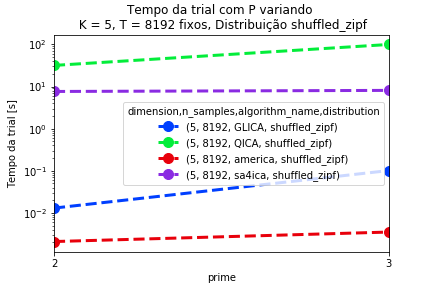 Tempo da trial com P variando
K = 5, T = 8192 fixos, Distribuição shuffled_zipf
Tempo da trial [s]
10²
10¹
10⁰
10⁻¹
10⁻²
dimension,n_samples,algorithm_name,distribution
(5, 8192, GLICA, shuffled_zipf)
(5, 8192, QICA, shuffled_zipf)
(5, 8192, america, shuffled_zipf)
(5, 8192, sa4ica, shuffled_zipf)
2
3
prime